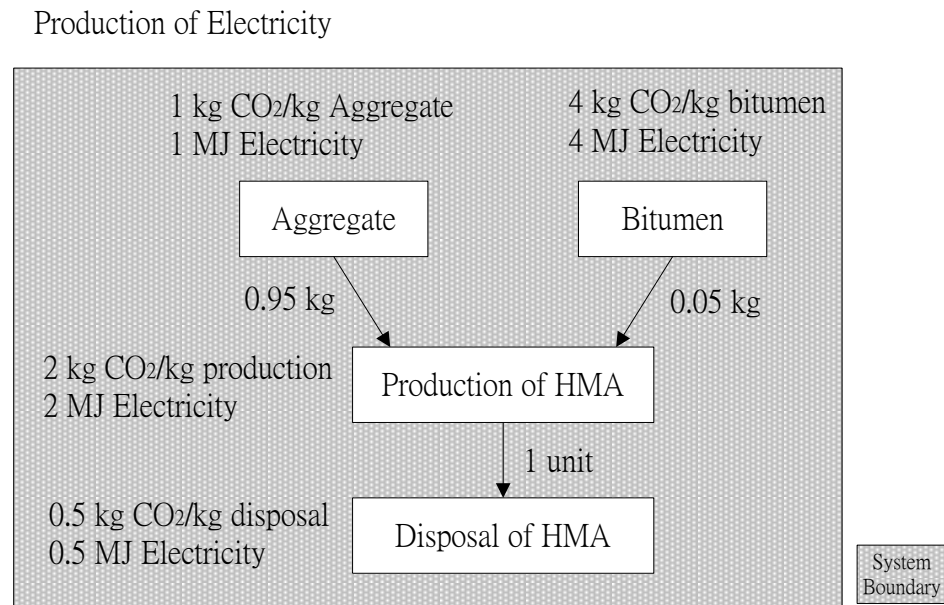 Production of Electricity
1 kg CO₂/kg Aggregate
1 MJ Electricity
4 kg CO₂/kg bitumen
4 MJ Electricity
Aggregate
Bitumen
0.95 kg
0.05 kg
2 kg CO₂/kg production
2 MJ Electricity
Production of HMA
1 unit
0.5 kg CO₂/kg disposal
0.5 MJ Electricity
Disposal of HMA
System
Boundary